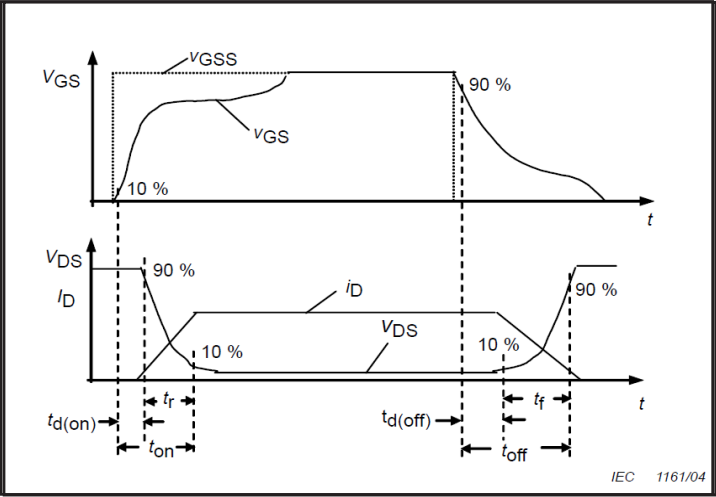 vGSS
VGS
90 %
vGS
10 %
t
VDS
90 %
ID
iD
90 %
VDS
10 %
10 %
tr
tf
t
td(on)
td(off)
ton
toff
IEC 1161/04